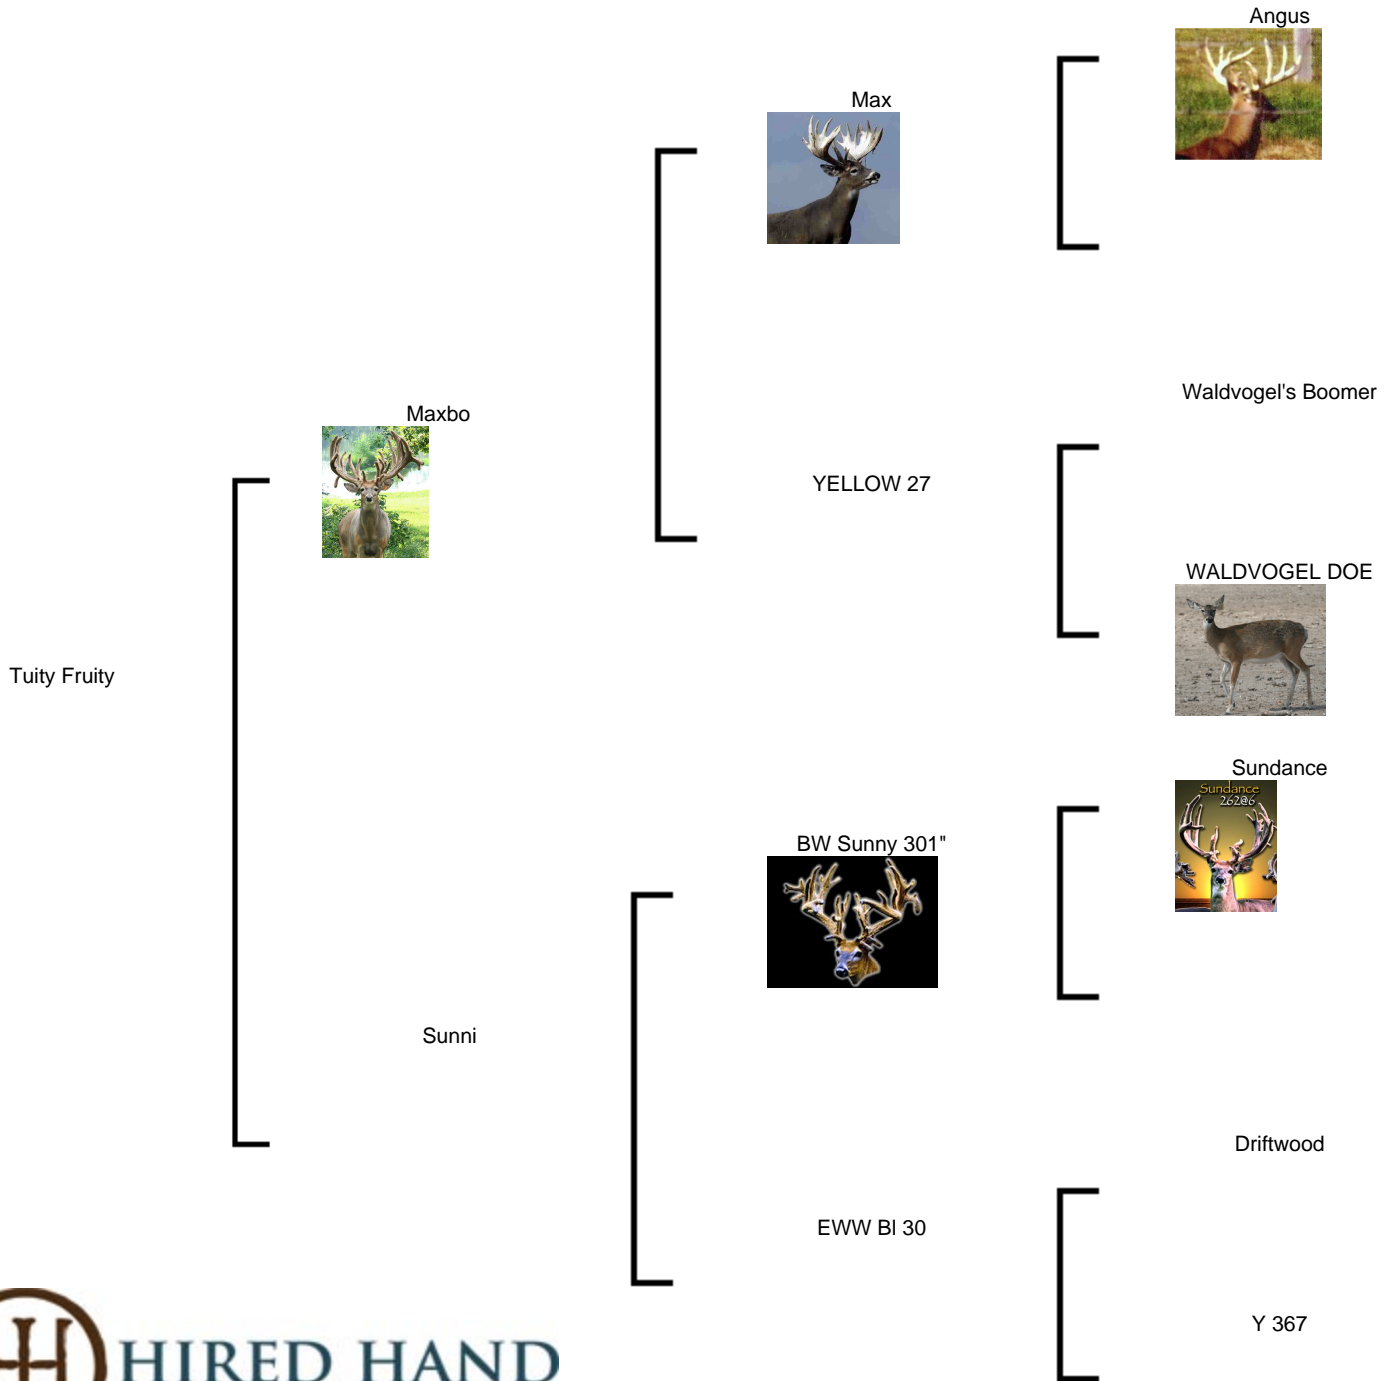 Angus
Max
Waldvogel's Boomer
Maxbo
YELLOW 27
WALDVOGEL DOE
Tuity Fruity
Sundance
Sundance
262@6
BW Sunny 301"
Sunni
Driftwood
EWW Bl 30
Y 367
HIRED HAND